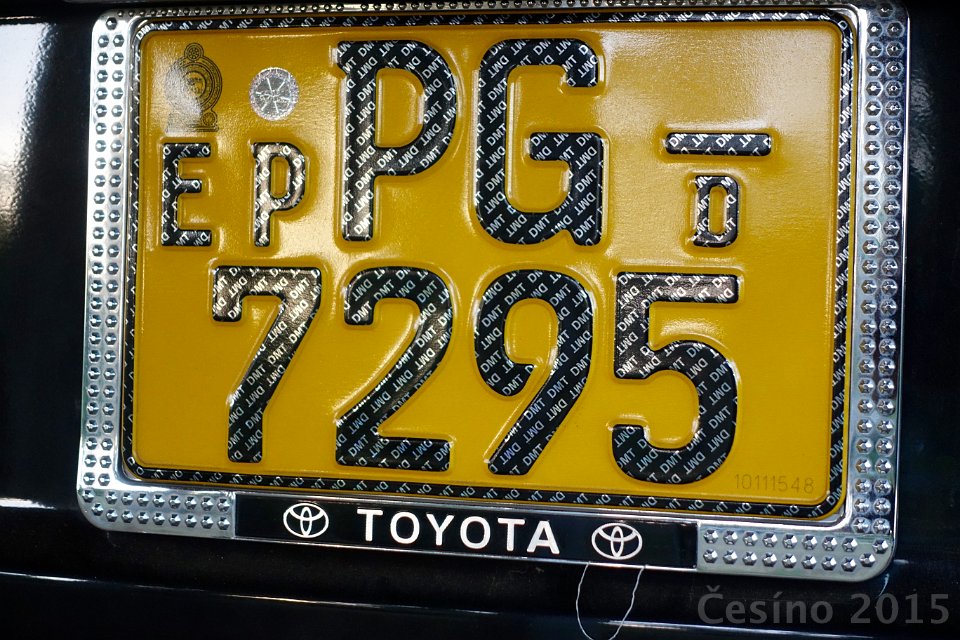 EP PG –
D
7295
10111548
TOYOTA
Česíno 2015